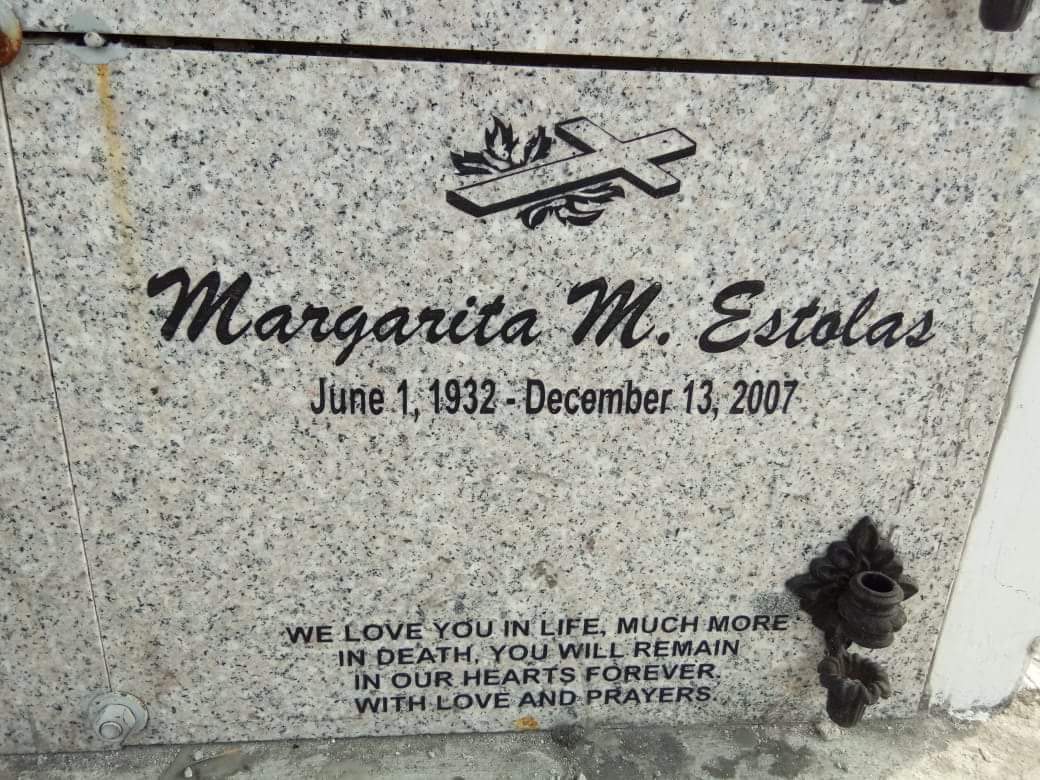 Margarita M. Estolas
June 1, 1932 - December 13, 2007
WE LOVE YOU IN LIFE, MUCH MORE
IN DEATH, YOU WILL REMAIN
IN OUR HEARTS FOREVER.
WITH LOVE AND PRAYERS.